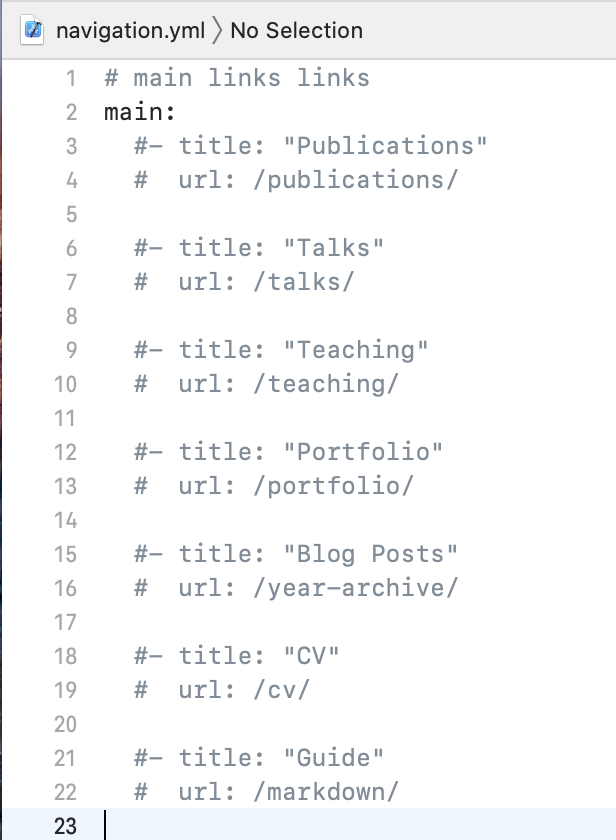 navigation.yml 〉 No Selection
1 # main links links
2 main:
3   #- title: "Publications"
4   #  url: /publications/
5
6   #- title: "Talks"
7   #  url: /talks/
8
9   #- title: "Teaching"
10   #  url: /teaching/
11
12   #- title: "Portfolio"
13   #  url: /portfolio/
14
15   #- title: "Blog Posts"
16   #  url: /year-archive/
17
18   #- title: "CV"
19   #  url: /cv/
20
21   #- title: "Guide"
22   #  url: /markdown/
23